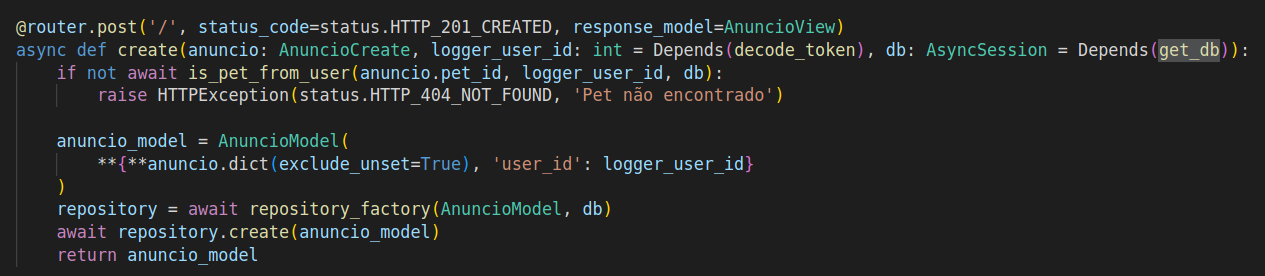 @router.post('/', status_code=status.HTTP_201_CREATED, response_model=AnuncioView)
async def create(anuncio: AnuncioCreate, logger_user_id: int = Depends(decode_token), db: AsyncSession = Depends(get_db)):
    if not await is_pet_from_user(anuncio.pet_id, logger_user_id, db):
        raise HTTPException(status.HTTP_404_NOT_FOUND, 'Pet não encontrado')
    anuncio_model = AnuncioModel(
        **{**anuncio.dict(exclude_unset=True), 'user_id': logger_user_id}
    )
    repository = await repository_factory(AnuncioModel, db)
    await repository.create(anuncio_model)
    return anuncio_model